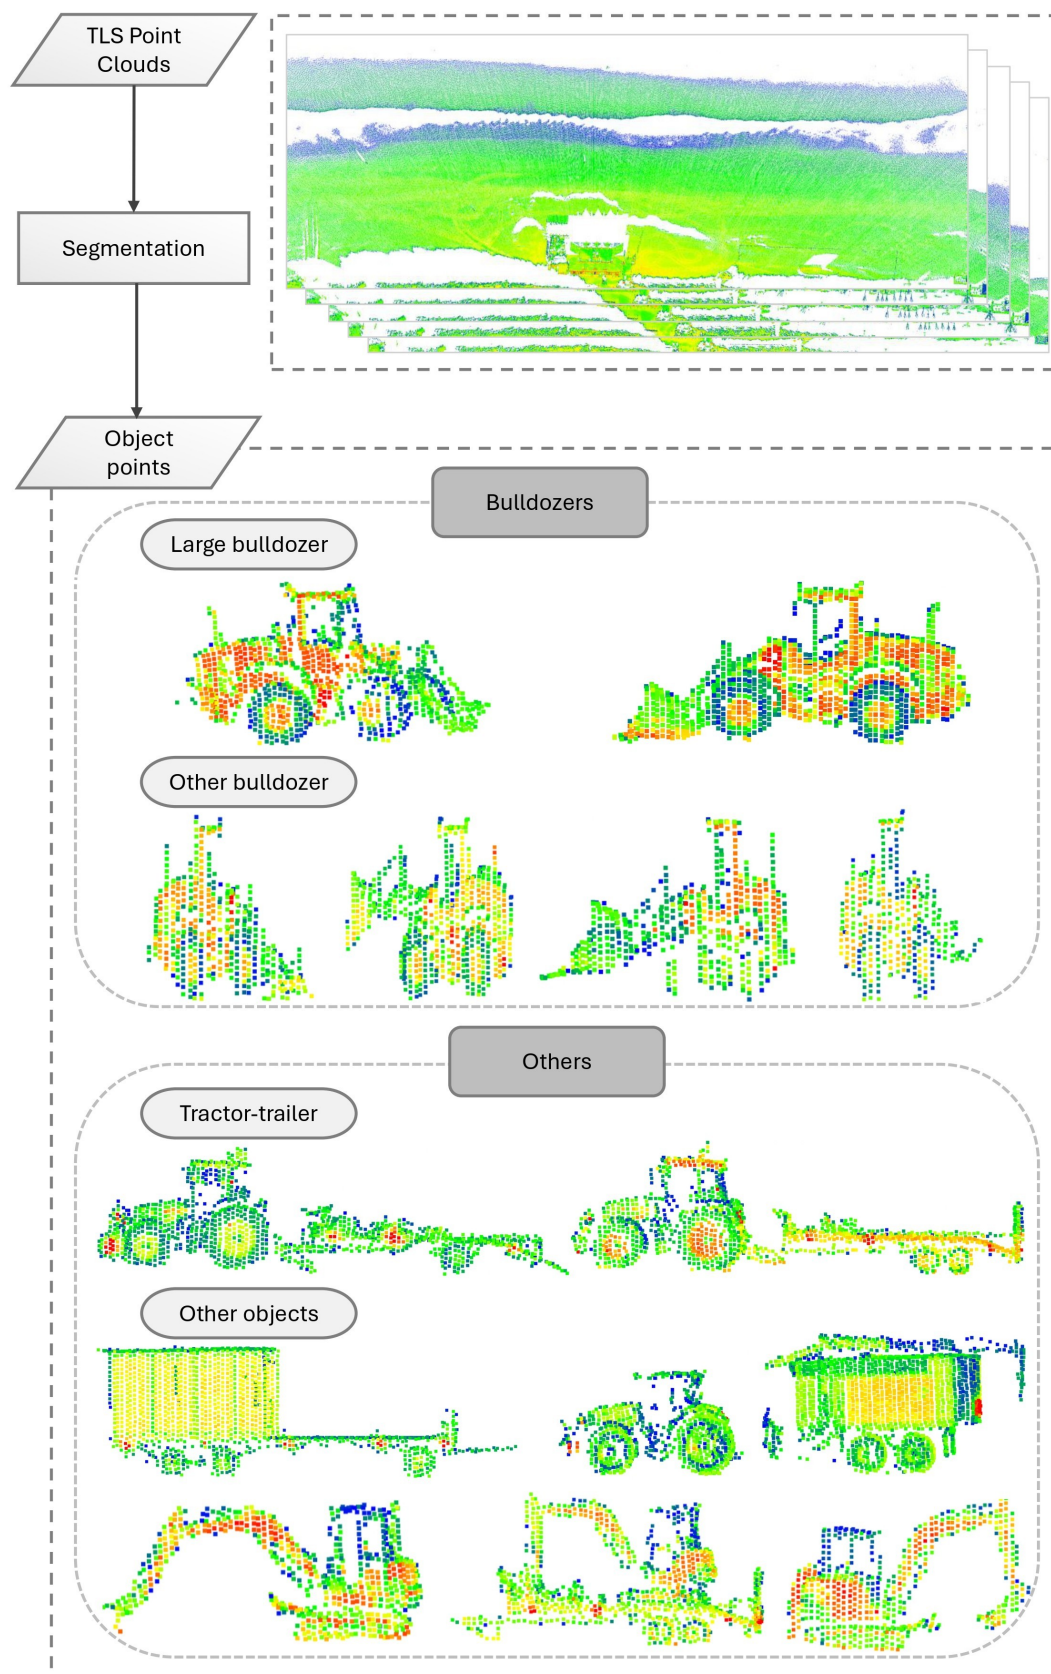 TLS Point
Clouds
Segmentation
Object
points
Bulldozers
Large bulldozer
Other bulldozer
Others
Tractor-trailer
Other objects